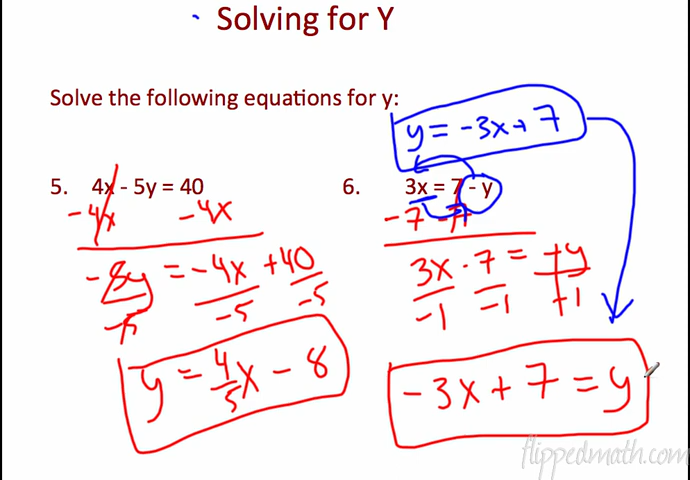 Solving for Y
Solve the following equations for y:
y = -3x + 7
5. 4x - 5y = 40
-4x -4x
-5y = -4x + 40
-5 -5 -5
y = 4/5 x - 8
6. 3x = 7 - y
-7 -7
3x - 7 = -y
-1 -1 -1
-3x + 7 = y
flippedmath.com